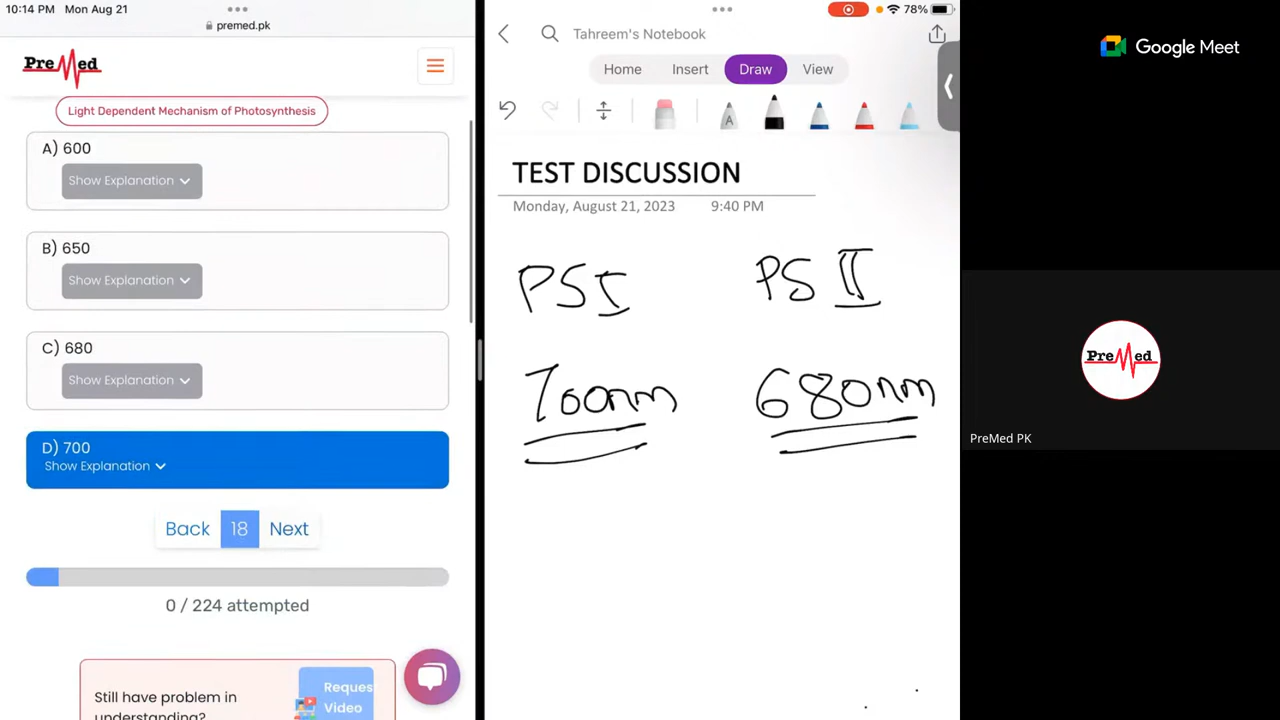 10:14 PM Mon Aug 21
premed.pk
PreMed
Light Dependent Mechanism of Photosynthesis
A) 600
Show Explanation
B) 650
Show Explanation
C) 680
Show Explanation
D) 700
Show Explanation
Back 18 Next
0 / 224 attempted
Still have problem in
understanding?
Reques
Video
78%
Tahreem's Notebook
Home Insert Draw View
A
TEST DISCUSSION
Monday, August 21, 2023 9:40 PM
PS I PS II
700nm 680nm
Google Meet
PreMed
PreMed PK